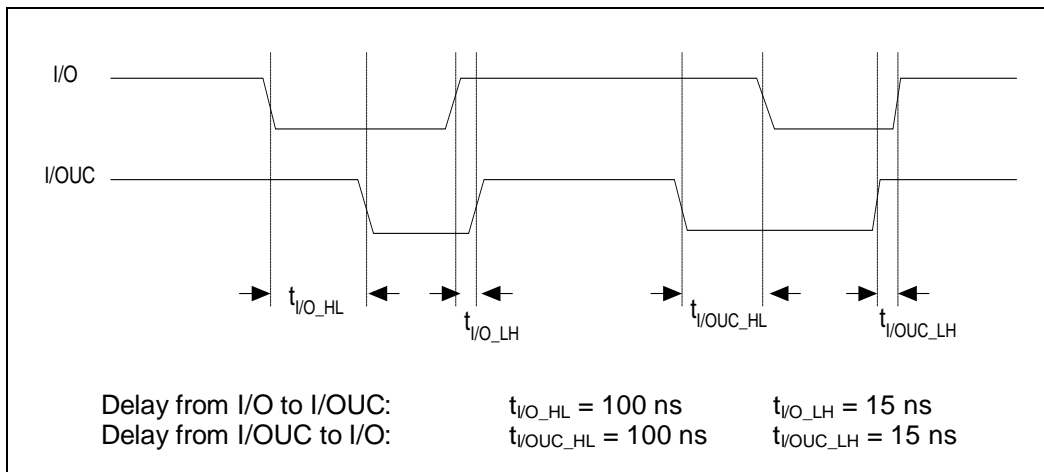 I/O
I/OUC
tI/O_HL
tI/O_LH
tI/OUC_HL
tI/OUC_LH
Delay from I/O to I/OUC: tI/O_HL = 100 ns tI/O_LH = 15 ns
Delay from I/OUC to I/O: tI/OUC_HL = 100 ns tI/OUC_LH = 15 ns